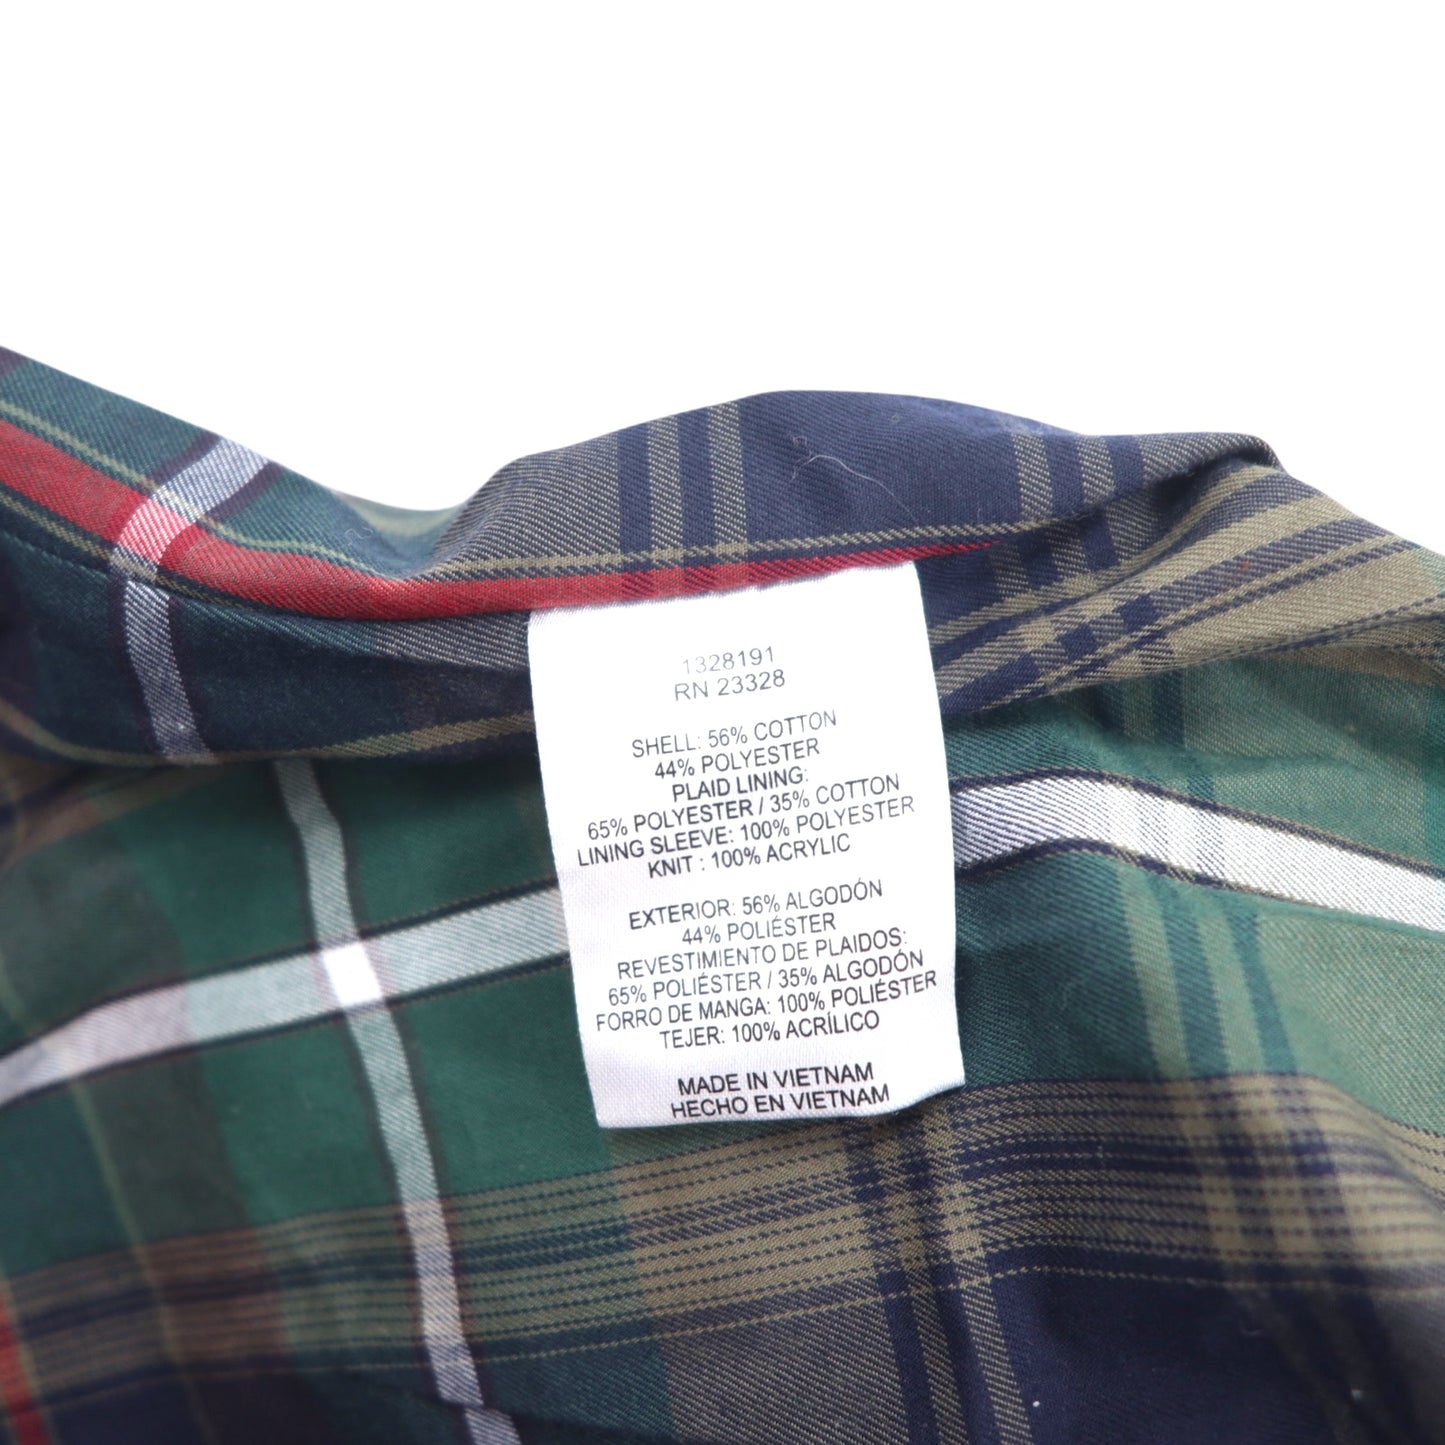 1328191
RN 23328
SHELL: 56% COTTON
44% POLYESTER
PLAID LINING:
65% POLYESTER / 35% COTTON
LINING SLEEVE: 100% POLYESTER
KNIT : 100% ACRYLIC
EXTERIOR: 56% ALGODÓN
44% POLIÉSTER
REVESTIMIENTO DE PLAIDOS:
65% POLIÉSTER / 35% ALGODÓN
FORRO DE MANGA: 100% POLIÉSTER
TEJER: 100% ACRÍLICO
MADE IN VIETNAM
HECHO EN VIETNAM